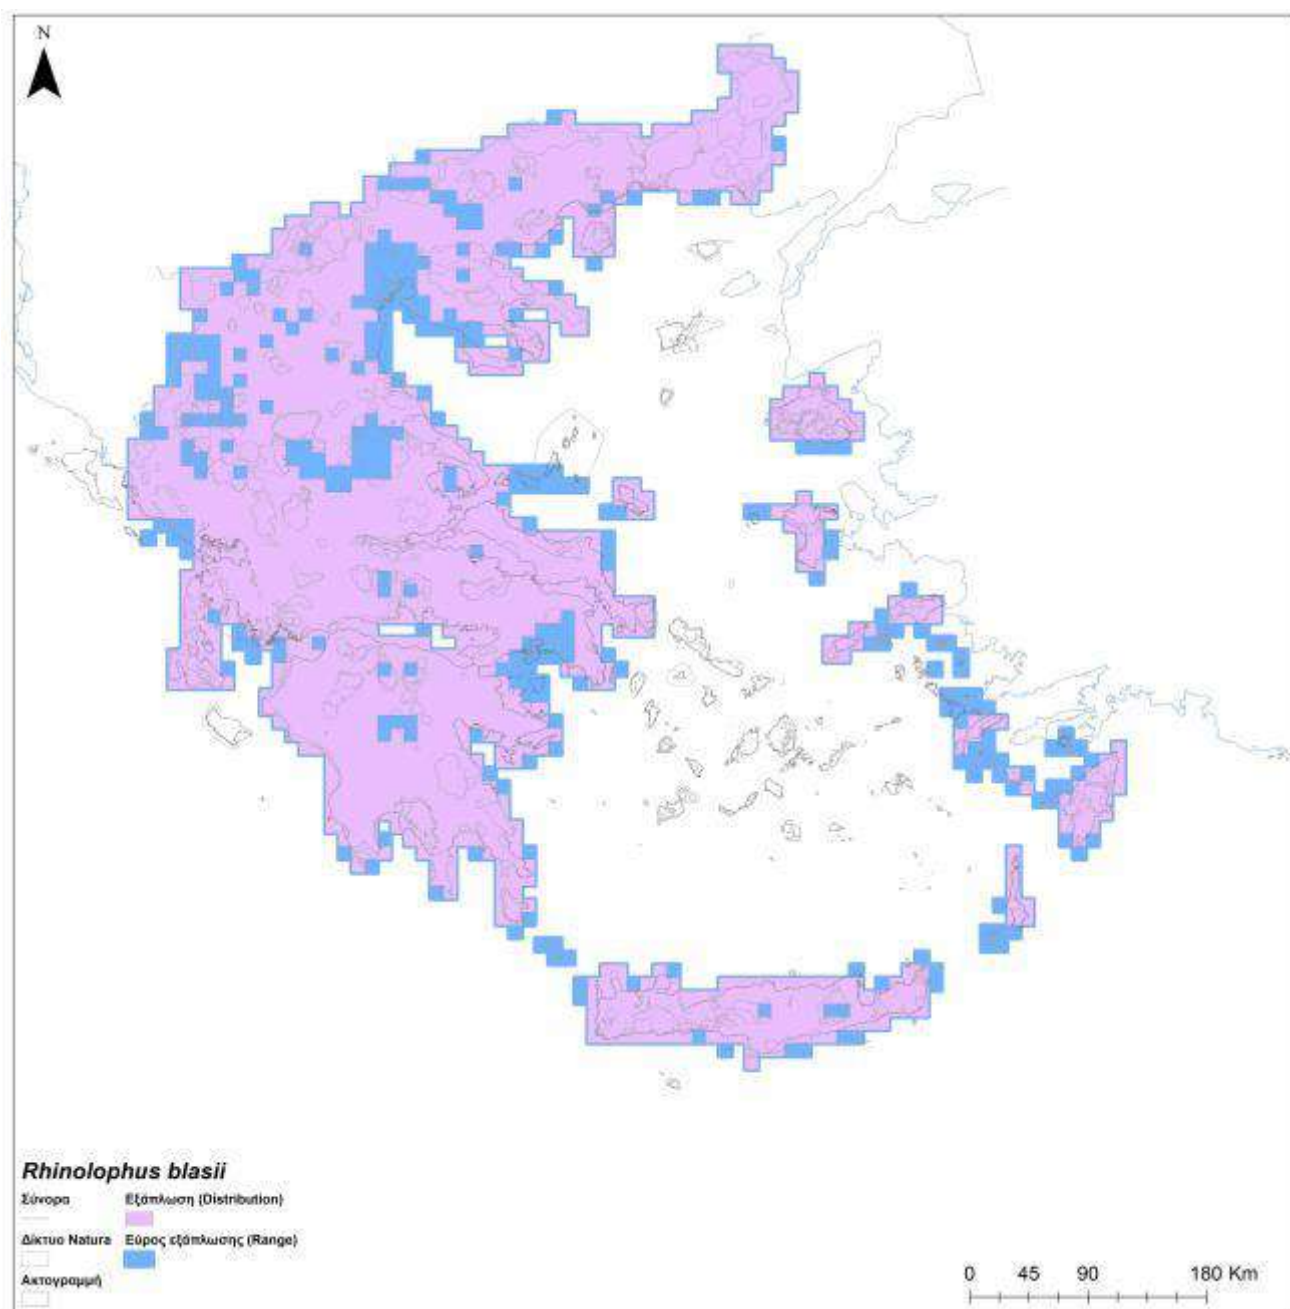 N
Rhinolophus blasii
Σύνορα Εξάπλωση (Distribution)
Δίκτυο Natura Εύρος εξάπλωσης (Range)
Ακτογραμμή
0 45 90 180 Km